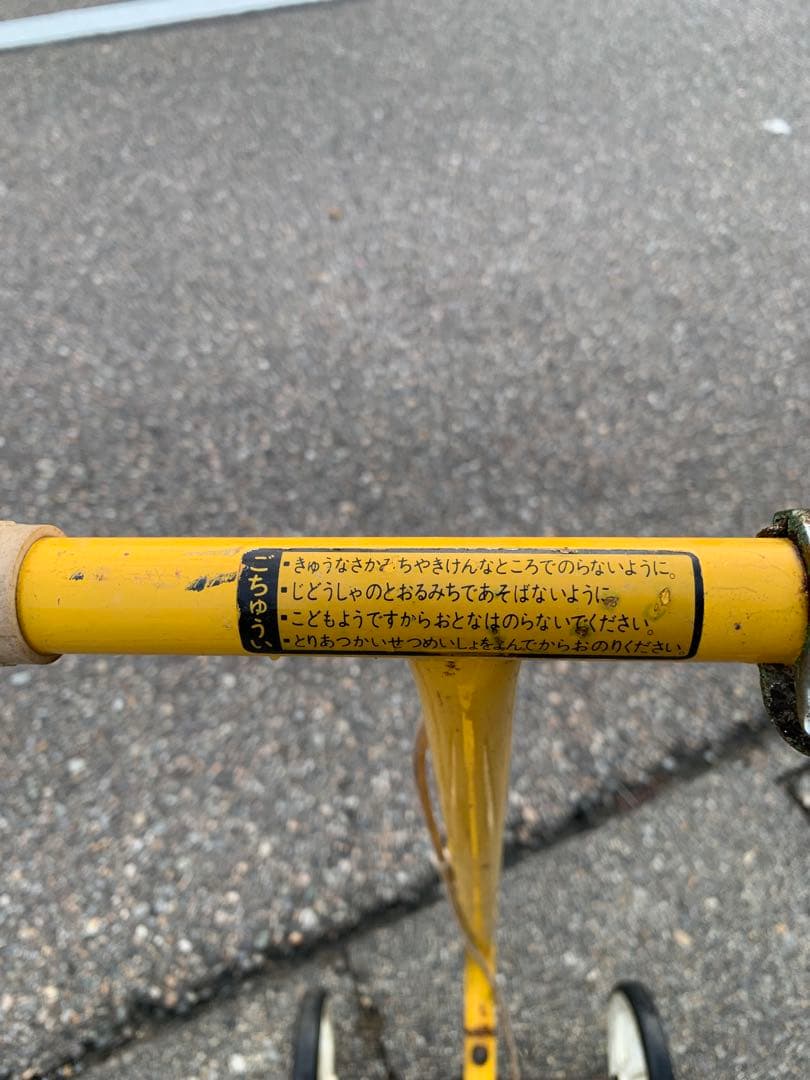 ごちゅうい
▪きゅうなさか ちやきけんなところでのらないように。
▪じどうしゃのとおるみちであそばないように
▪こどもようですからおとなはのらないでください。
▪とりあつかいせつめいしょをよんでからおのりください。